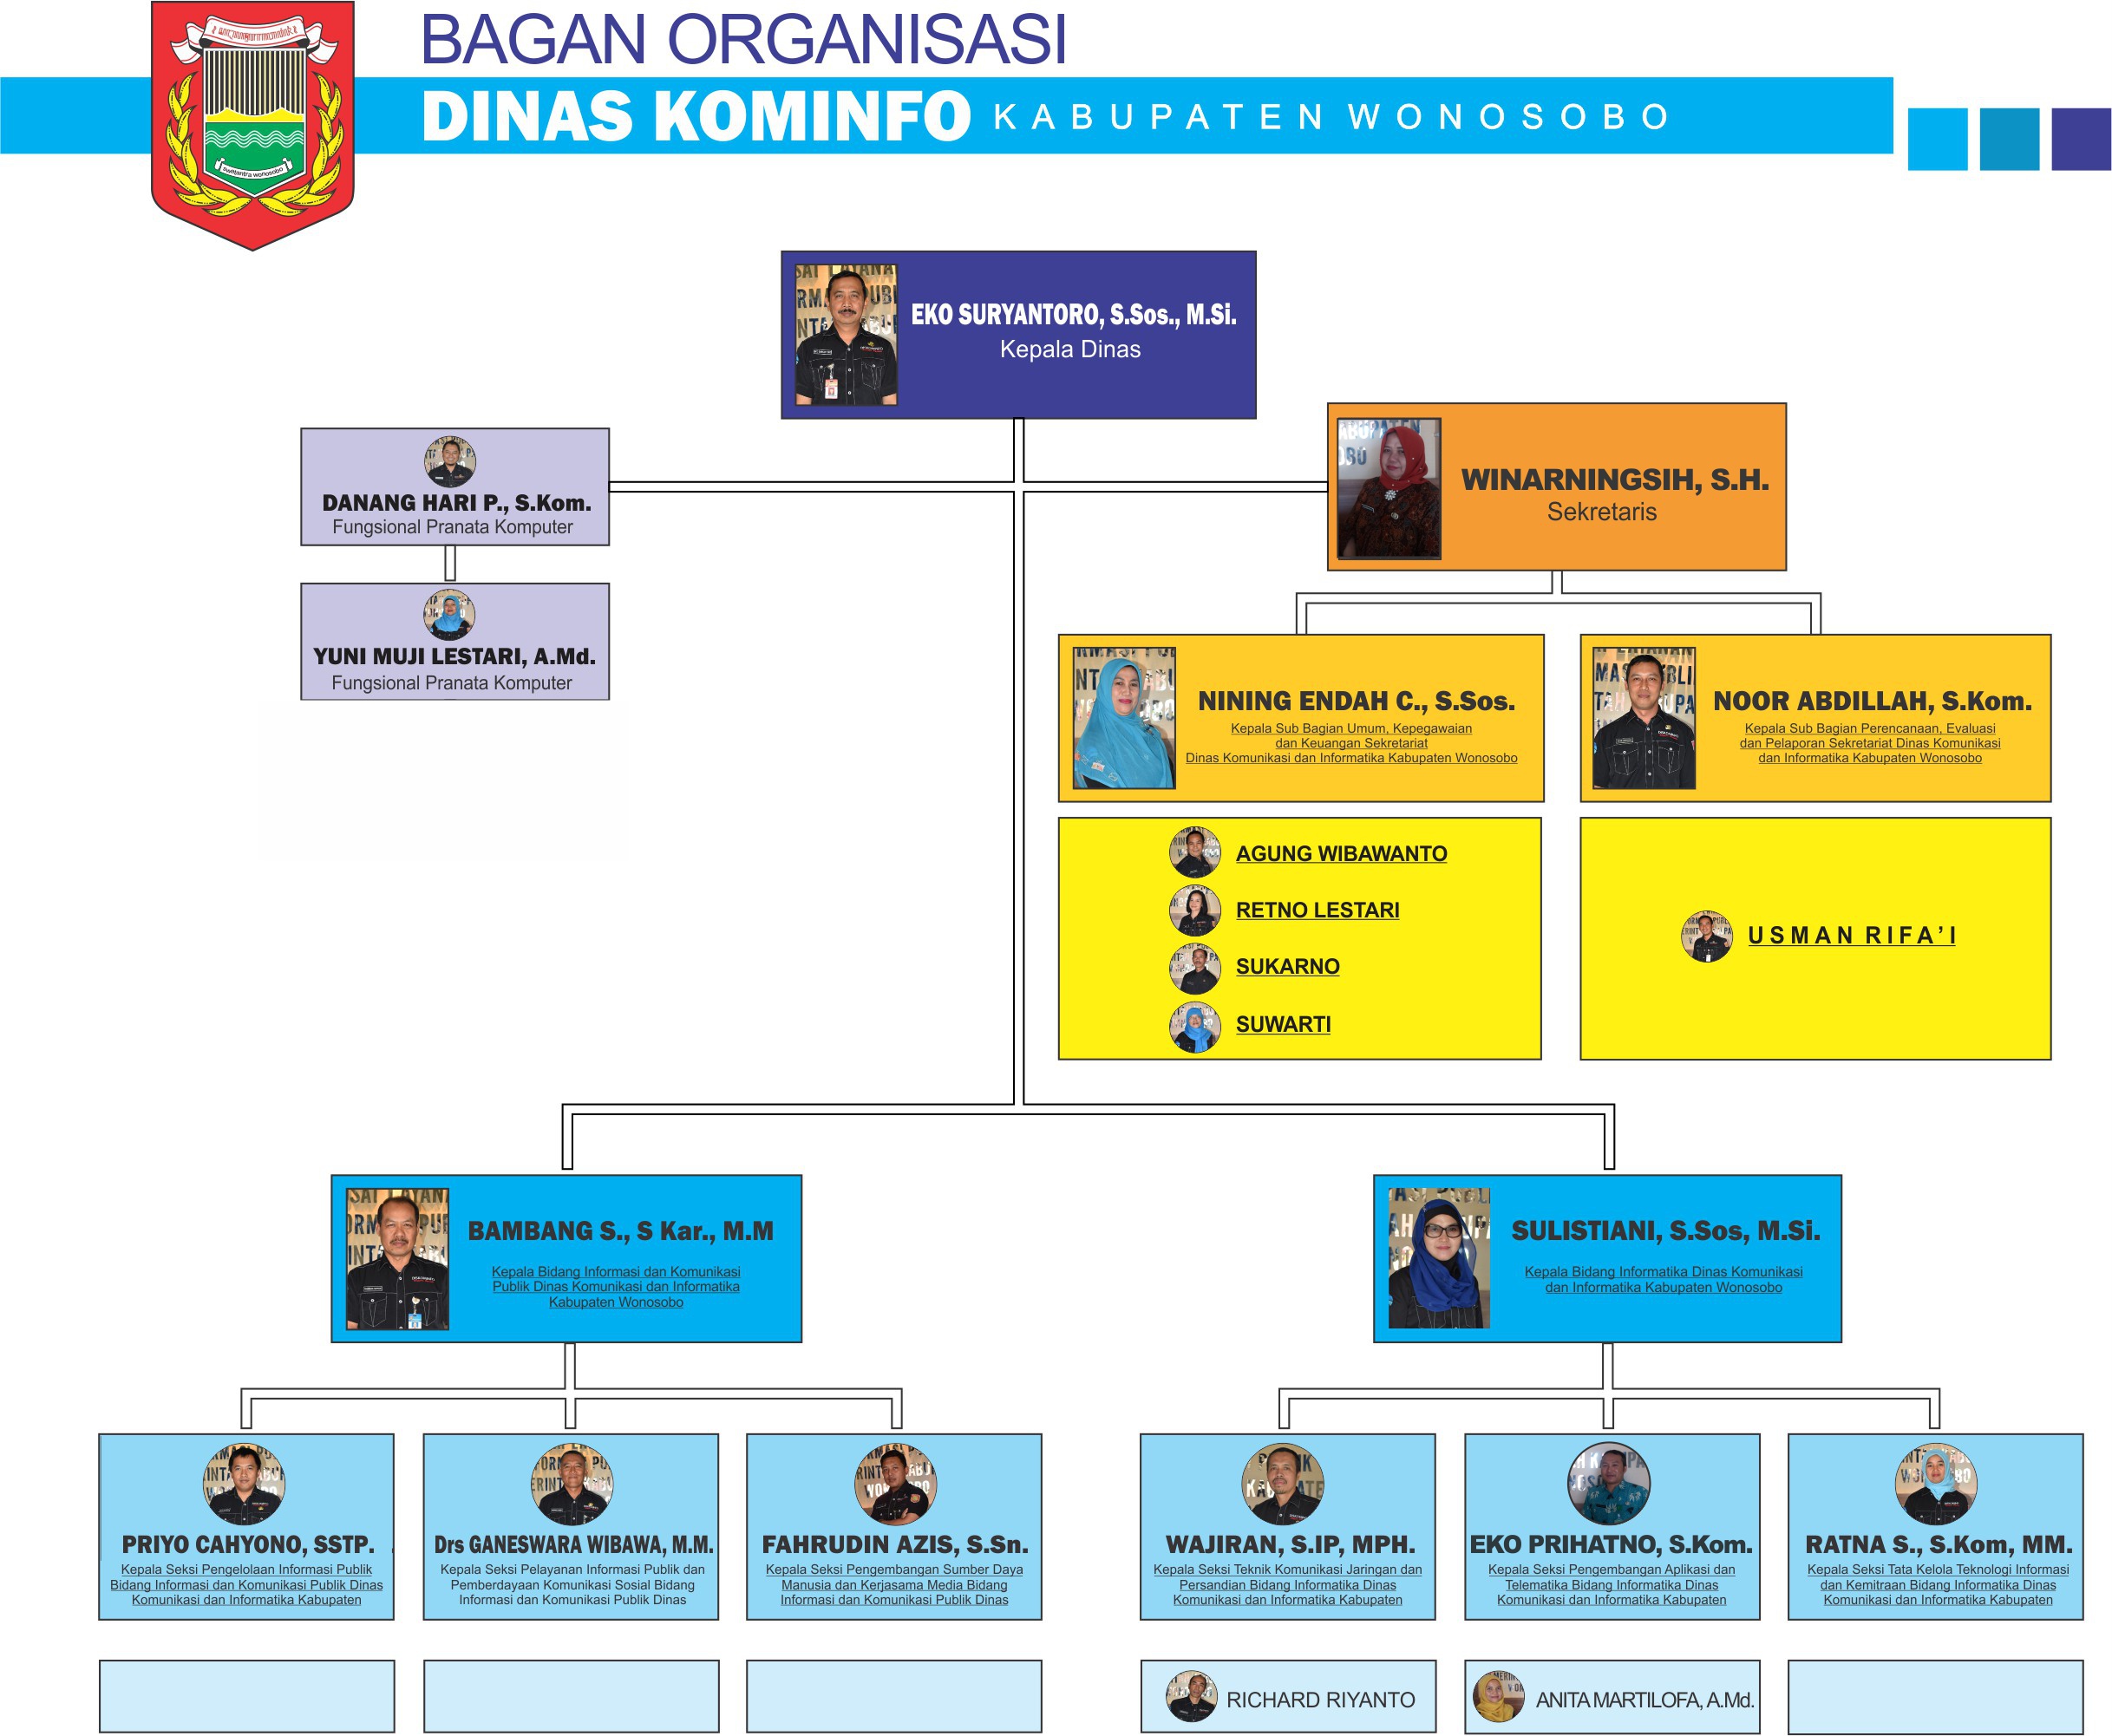 BAGAN ORGANISASI
DINAS KOMINFO KABUPATEN WONOSOBO
swatantra wonosobo
EKO SURYANTORO, S.Sos., M.Si.
Kepala Dinas
DANANG HARI P., S.Kom.
Fungsional Pranata Komputer
YUNI MUJI LESTARI, A.Md.
Fungsional Pranata Komputer
WINARNINGSIH, S.H.
Sekretaris
NINING ENDAH C., S.Sos.
Kepala Sub Bagian Umum, Kepegawaian
dan Keuangan Sekretariat
Dinas Komunikasi dan Informatika Kabupaten Wonosobo
NOOR ABDILLAH, S.Kom.
Kepala Sub Bagian Perencanaan, Evaluasi
dan Pelaporan Sekretariat Dinas Komunikasi
dan Informatika Kabupaten Wonosobo
AGUNG WIBAWANTO
RETNO LESTARI
SUKARNO
SUWARTI
USMAN RIFA’I
BAMBANG S., S Kar., M.M
Kepala Bidang Informasi dan Komunikasi
Publik Dinas Komunikasi dan Informatika
Kabupaten Wonosobo
SULISTIANI, S.Sos, M.Si.
Kepala Bidang Informatika Dinas Komunikasi
dan Informatika Kabupaten Wonosobo
PRIYO CAHYONO, SSTP. .
Kepala Seksi Pengelolaan Informasi Publik
Bidang Informasi dan Komunikasi Publik Dinas
Komunikasi dan Informatika Kabupaten
Drs GANESWARA WIBAWA, M.M.
Kepala Seksi Pelayanan Informasi Publik dan
Pemberdayaan Komunikasi Sosial Bidang
Informasi dan Komunikasi Publik Dinas
FAHRUDIN AZIS, S.Sn.
Kepala Seksi Pengembangan Sumber Daya
Manusia dan Kerjasama Media Bidang
Informasi dan Komunikasi Publik Dinas
WAJIRAN, S.IP, MPH.
Kepala Seksi Teknik Komunikasi Jaringan dan
Persandian Bidang Informatika Dinas
Komunikasi dan Informatika Kabupaten
EKO PRIHATNO, S.Kom.
Kepala Seksi Pengembangan Aplikasi dan
Telematika Bidang Informatika Dinas
Komunikasi dan Informatika Kabupaten
RATNA S., S.Kom, MM.
Kepala Seksi Tata Kelola Teknologi Informasi
dan Kemitraan Bidang Informatika Dinas
Komunikasi dan Informatika Kabupaten
RICHARD RIYANTO
ANITA MARTILOFA, A.Md.